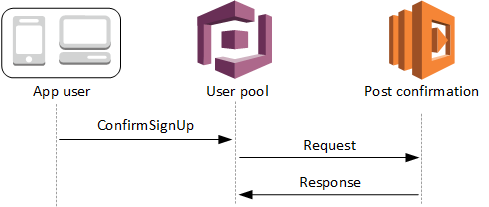 App user
User pool
Post confirmation
ConfirmSignUp
Request
Response